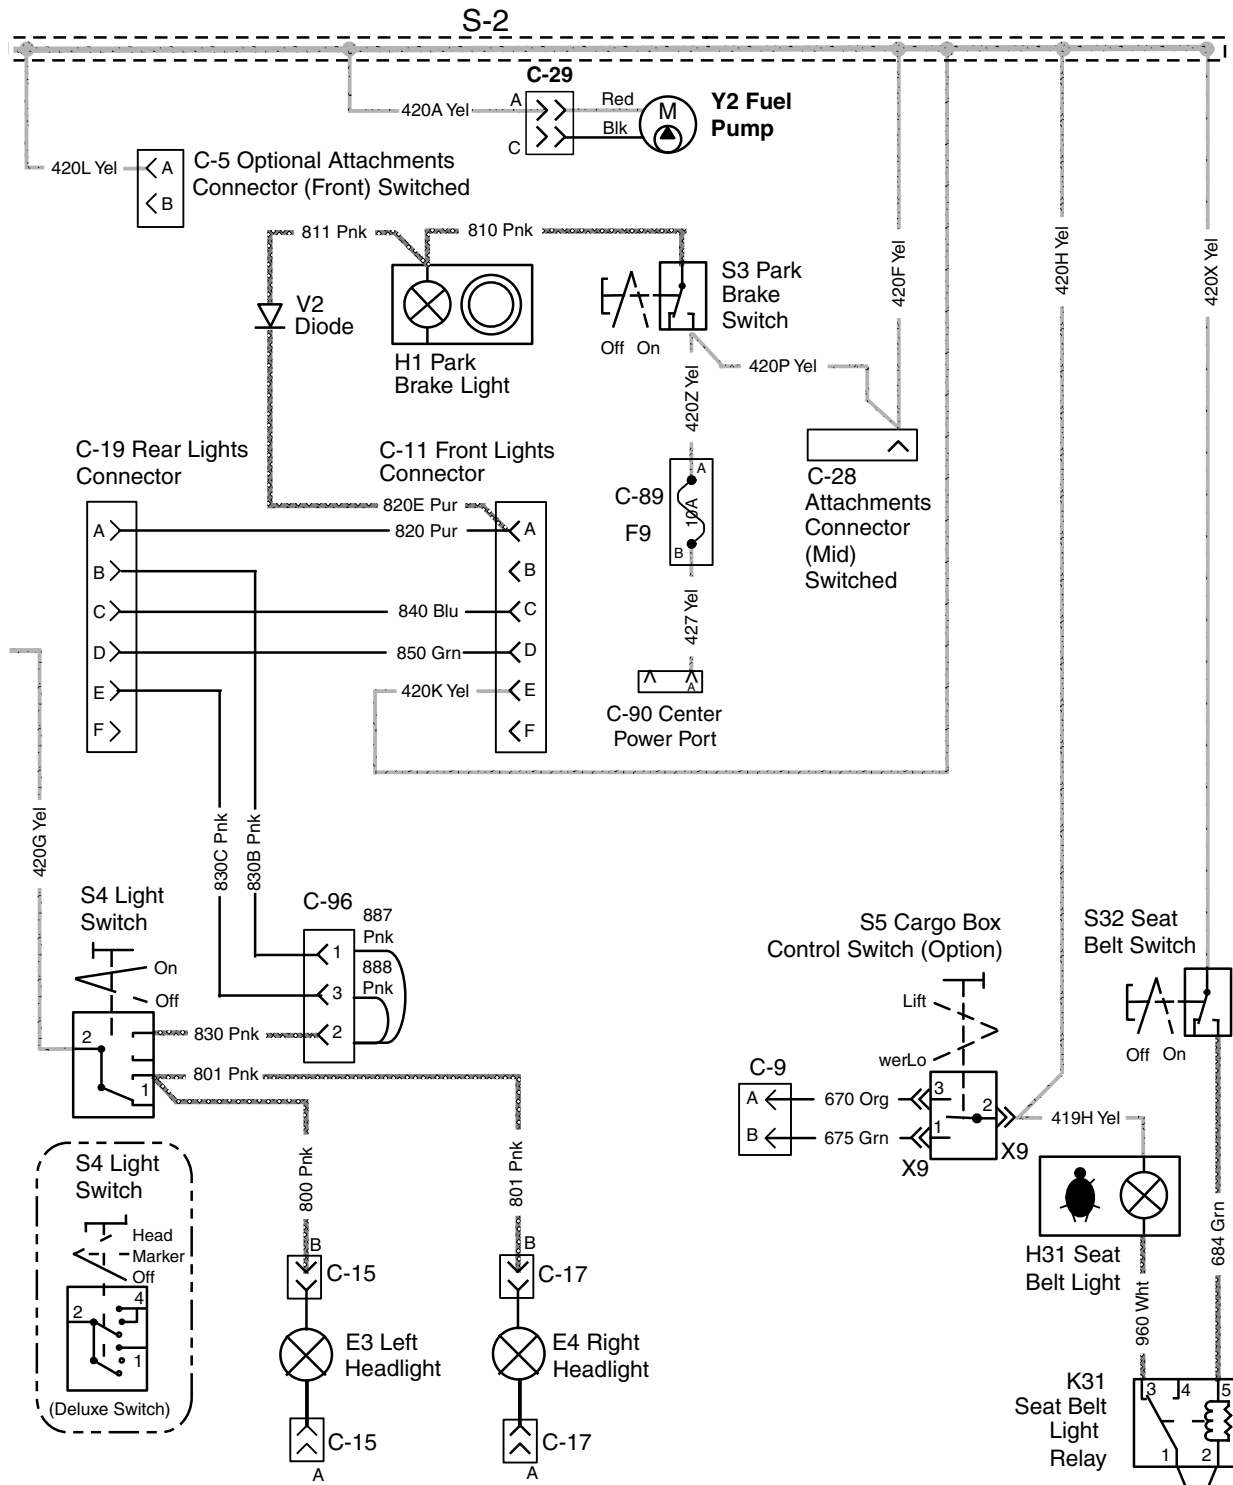 S-2
C-29
A
420A Yel
Red
M
Y2 Fuel
Pump
Blk
C
420L Yel
A
B
C-5 Optional Attachments
Connector (Front) Switched
811 Pnk
810 Pnk
420F Yel
420H Yel
420X Yel
V2
Diode
H1 Park
Brake Light
S3 Park
Brake
Switch
Off On
420P Yel
420Z Yel
C-19 Rear Lights
Connector
C-11 Front Lights
Connector
C-89
F9
A
10A
B
C-28
Attachments
Connector
(Mid)
Switched
820E Pur
A
820 Pur
A
B
B
C
840 Blu
C
D
850 Grn
D
E
420K Yel
E
F
F
427 Yel
A
C-90 Center
Power Port
420G Yel
830C Pnk
830B Pnk
S4 Light
Switch
On
Off
2
1
C-96
887
Pnk
888
Pnk
1
3
2
830 Pnk
801 Pnk
800 Pnk
801 Pnk
S5 Cargo Box
Control Switch (Option)
Lift
werLo
C-9
A
670 Org
3
2
B
675 Grn
1
X9
X9
419H Yel
S32 Seat
Belt Switch
Off On
684 Grn
H31 Seat
Belt Light
960 Wht
K31
Seat Belt
Light
Relay
3
4
5
1
2
S4 Light
Switch
Head
Marker
Off
4
2
1
(Deluxe Switch)
B
C-15
B
C-17
E3 Left
Headlight
E4 Right
Headlight
C-15
A
C-17
A